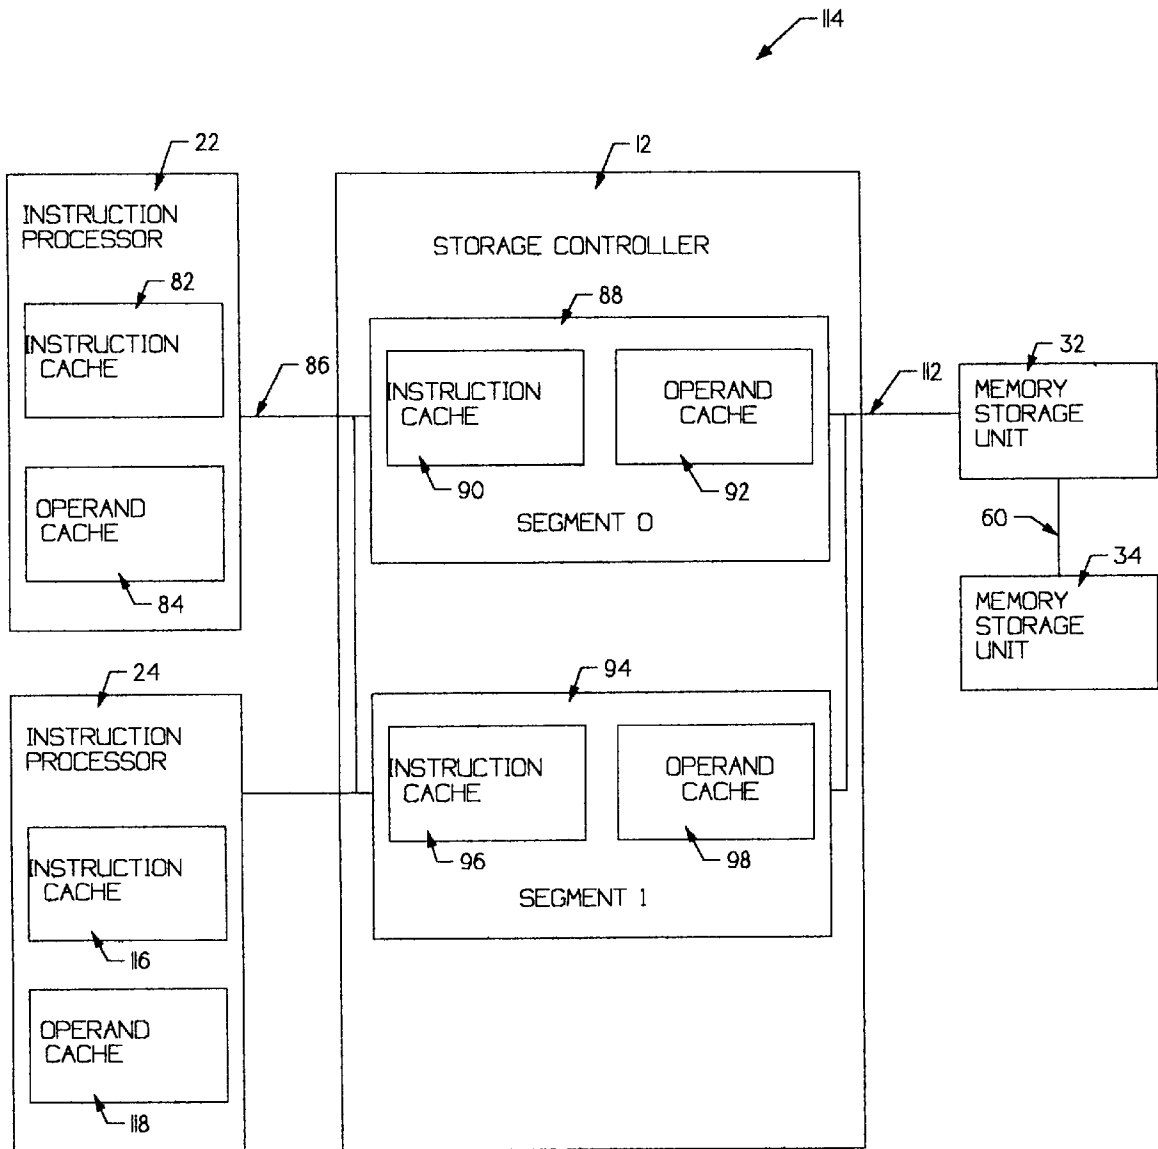 114
22
INSTRUCTION
PROCESSOR
82
INSTRUCTION
CACHE
OPERAND
CACHE
84
86
12
STORAGE CONTROLLER
88
INSTRUCTION
CACHE
90
OPERAND
CACHE
92
SEGMENT 0
112
32
MEMORY
STORAGE
UNIT
60
34
MEMORY
STORAGE
UNIT
24
INSTRUCTION
PROCESSOR
INSTRUCTION
CACHE
116
OPERAND
CACHE
118
94
INSTRUCTION
CACHE
96
OPERAND
CACHE
98
SEGMENT 1